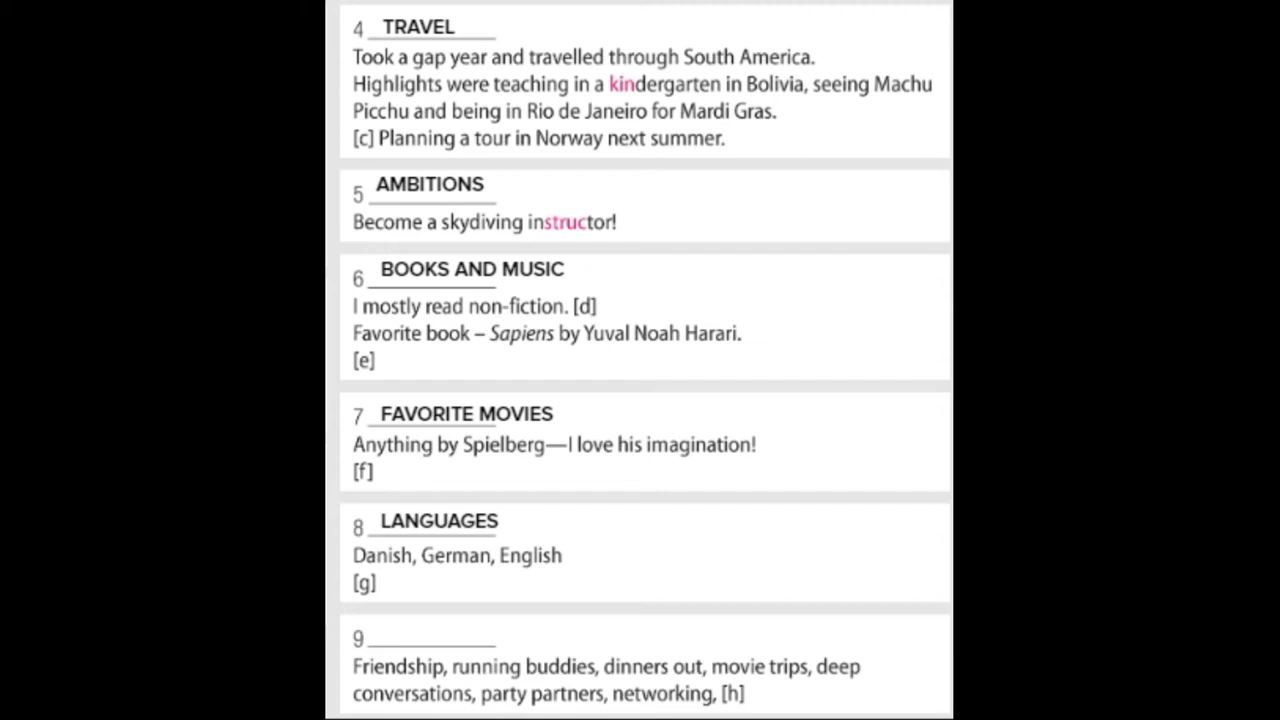 4 TRAVEL
Took a gap year and travelled through South America.
Highlights were teaching in a kindergarten in Bolivia, seeing Machu
Picchu and being in Rio de Janeiro for Mardi Gras.
[c] Planning a tour in Norway next summer.
5 AMBITIONS
Become a skydiving instructor!
6 BOOKS AND MUSIC
I mostly read non-fiction. [d]
Favorite book – Sapiens by Yuval Noah Harari.
[e]
7 FAVORITE MOVIES
Anything by Spielberg—I love his imagination!
[f]
8 LANGUAGES
Danish, German, English
[g]
9
Friendship, running buddies, dinners out, movie trips, deep
conversations, party partners, networking, [h]